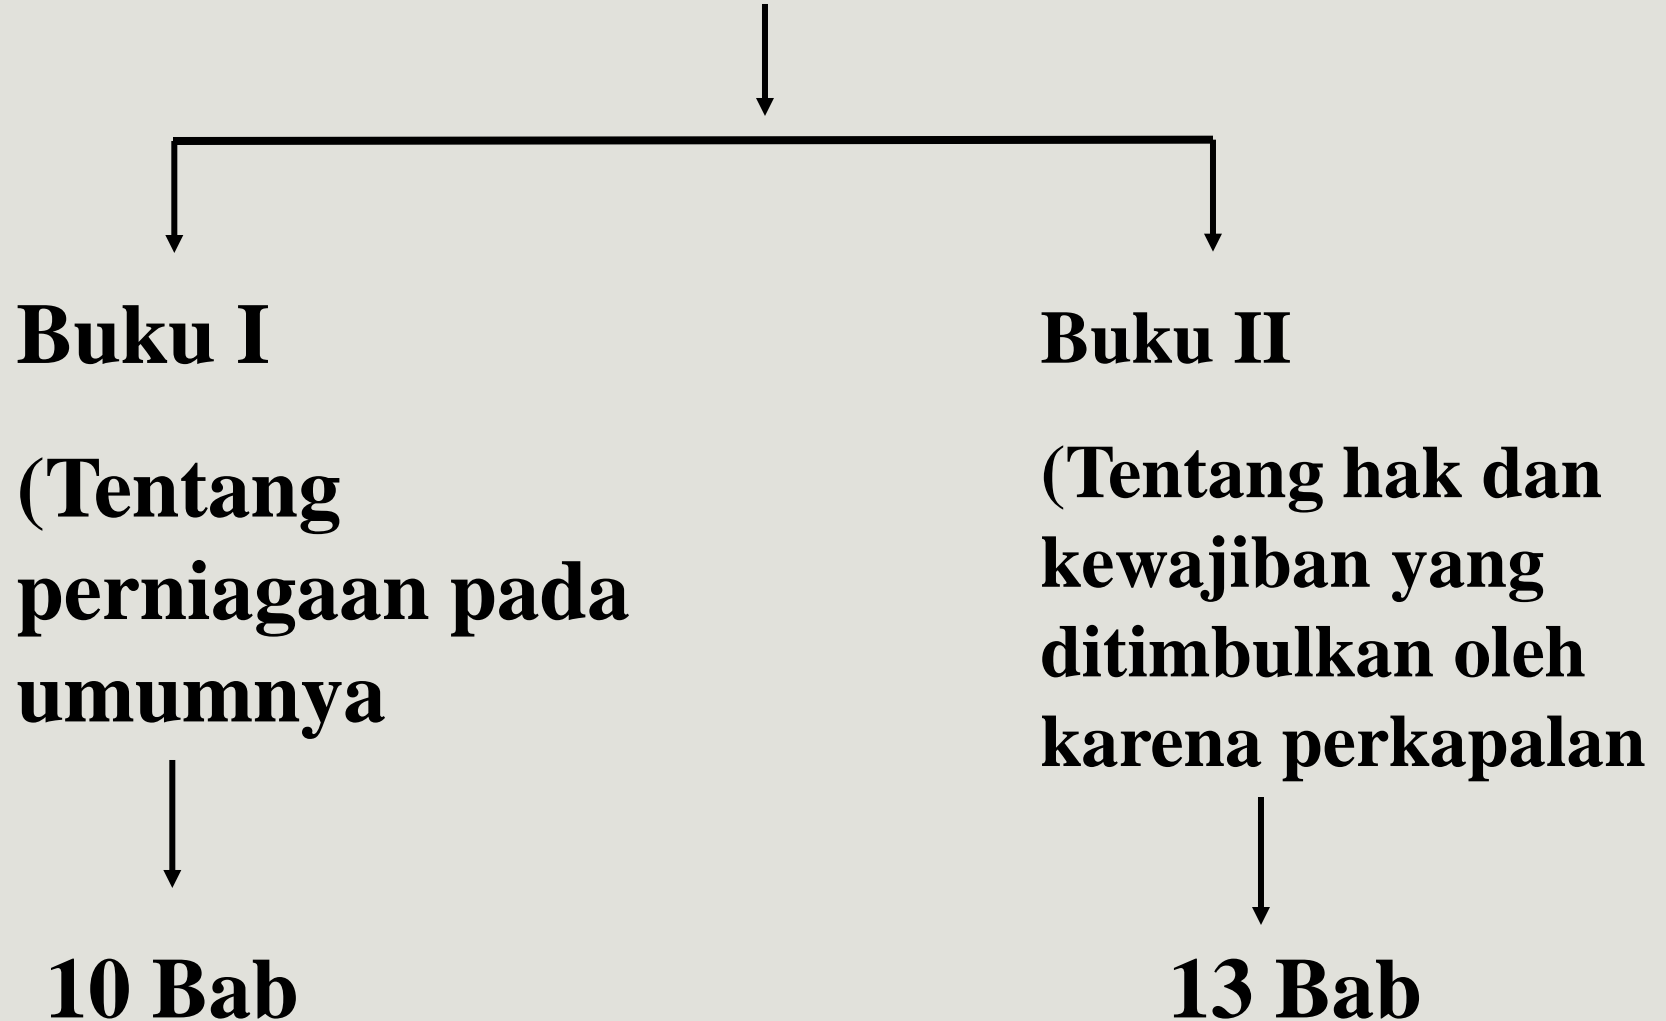 Buku I
(Tentang
perniagaan pada
umumnya
10 Bab
Buku II
(Tentang hak dan
kewajiban yang
ditimbulkan oleh
karena perkapalan
13 Bab